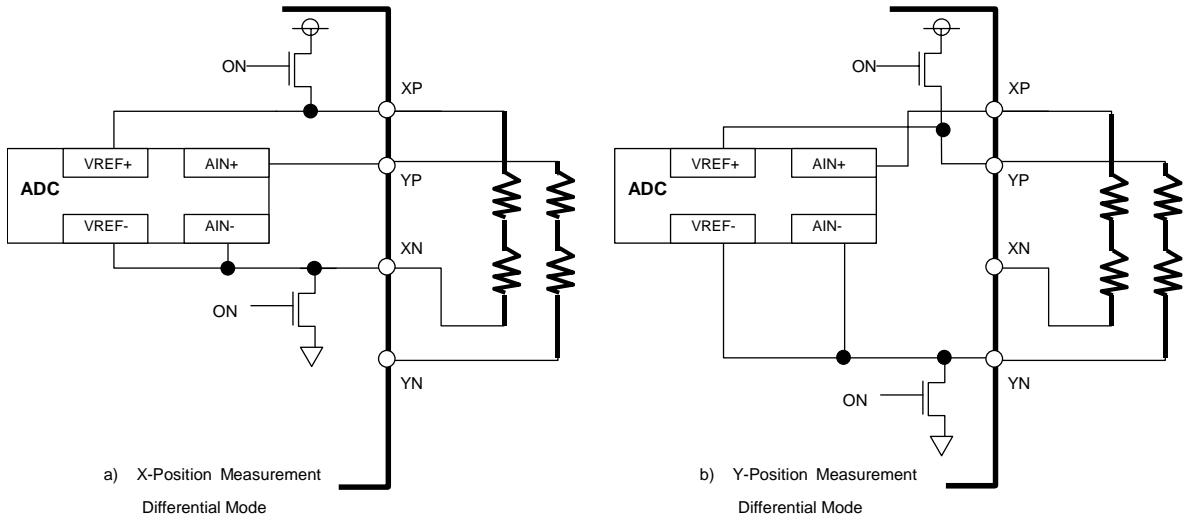 ON
XP
VREF+
AIN+
ADC
YP
VREF-
AIN-
XN
ON
YN
a) X-Position Measurement
Differential Mode
ON
XP
VREF+
AIN+
ADC
YP
VREF-
AIN-
XN
ON
YN
b) Y-Position Measurement
Differential Mode